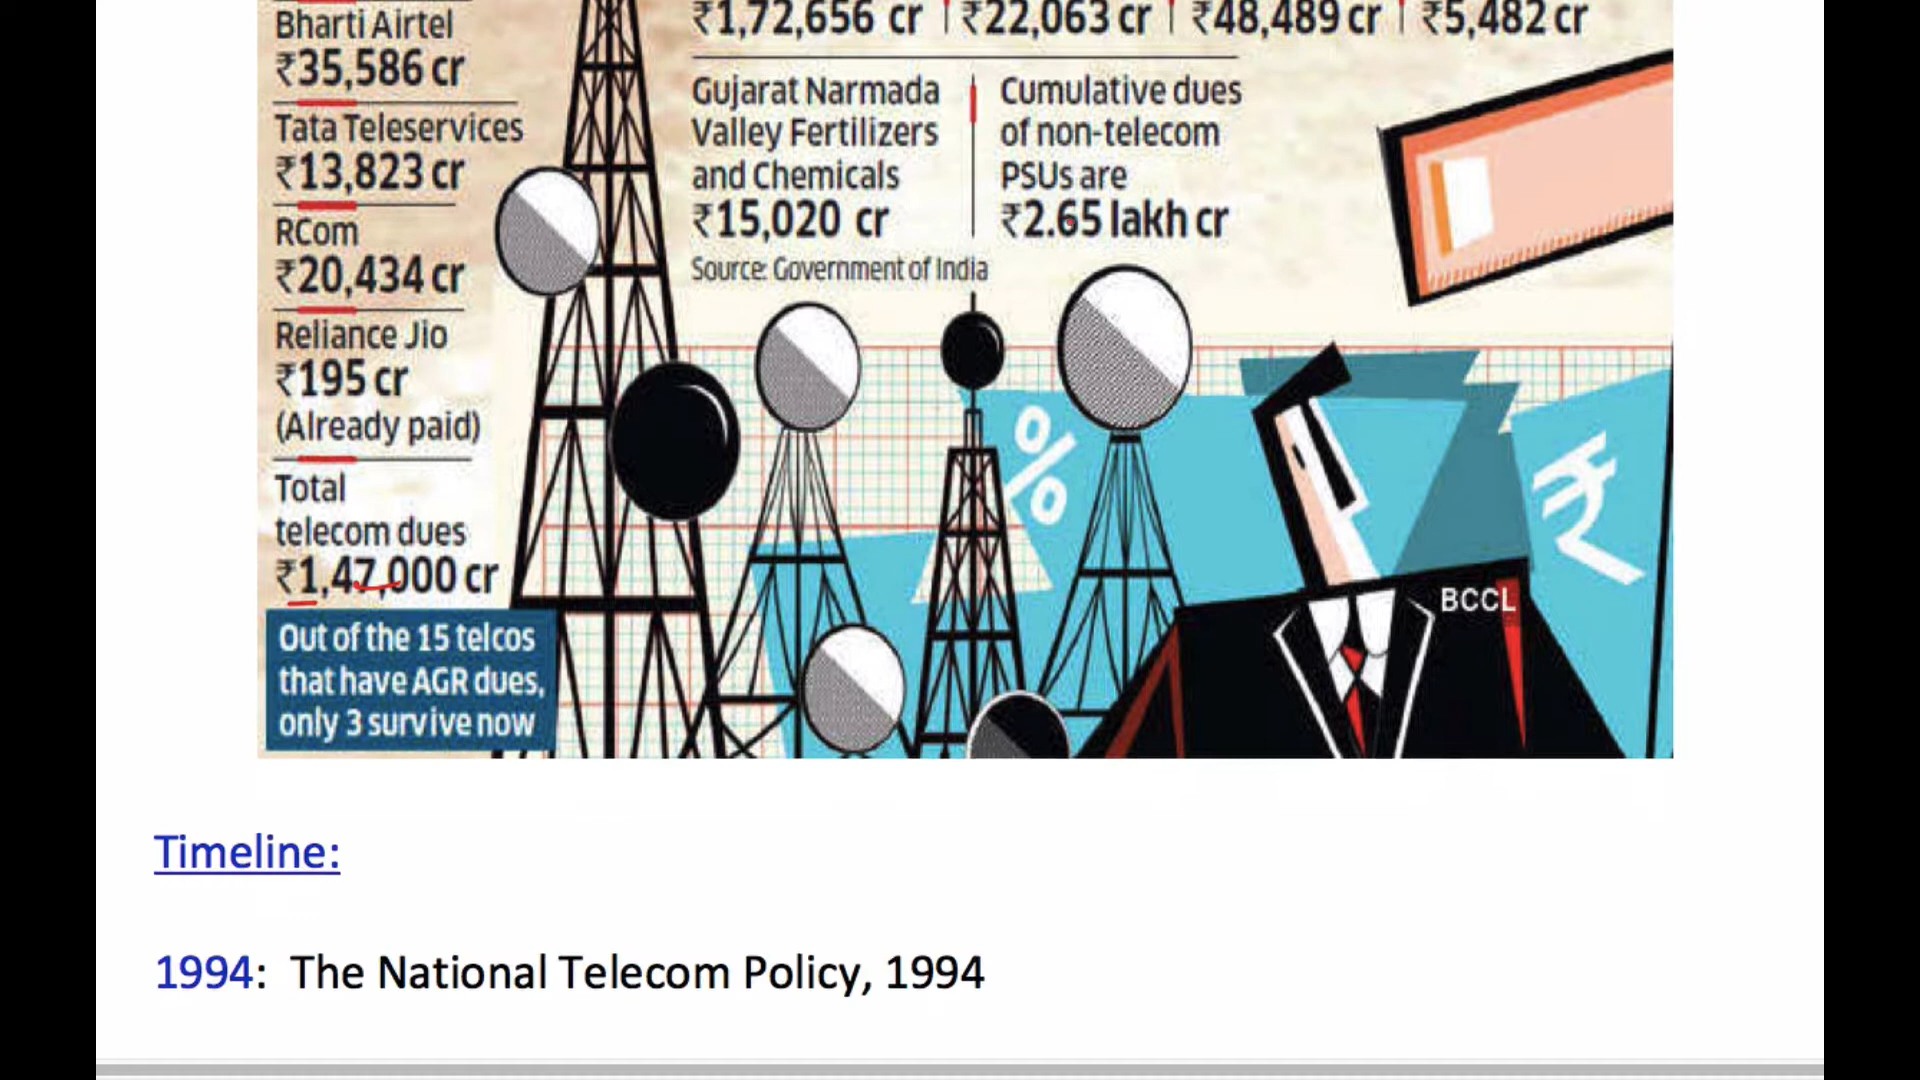 Bharti Airtel
₹35,586 cr
Tata Teleservices
₹13,823 cr
RCom
₹20,434 cr
Reliance Jio
₹195 cr
(Already paid)
Total
telecom dues
₹1,47,000 cr
Out of the 15 telcos
that have AGR dues,
only 3 survive now
₹1,72,656 cr ₹22,063 cr ₹48,489 cr ₹5,482 cr
Gujarat Narmada
Valley Fertilizers
and Chemicals
₹15,020 cr
Cumulative dues
of non-telecom
PSUs are
₹2.65 lakh cr
Source: Government of India
%
₹
BCCL
Timeline:
1994: The National Telecom Policy, 1994